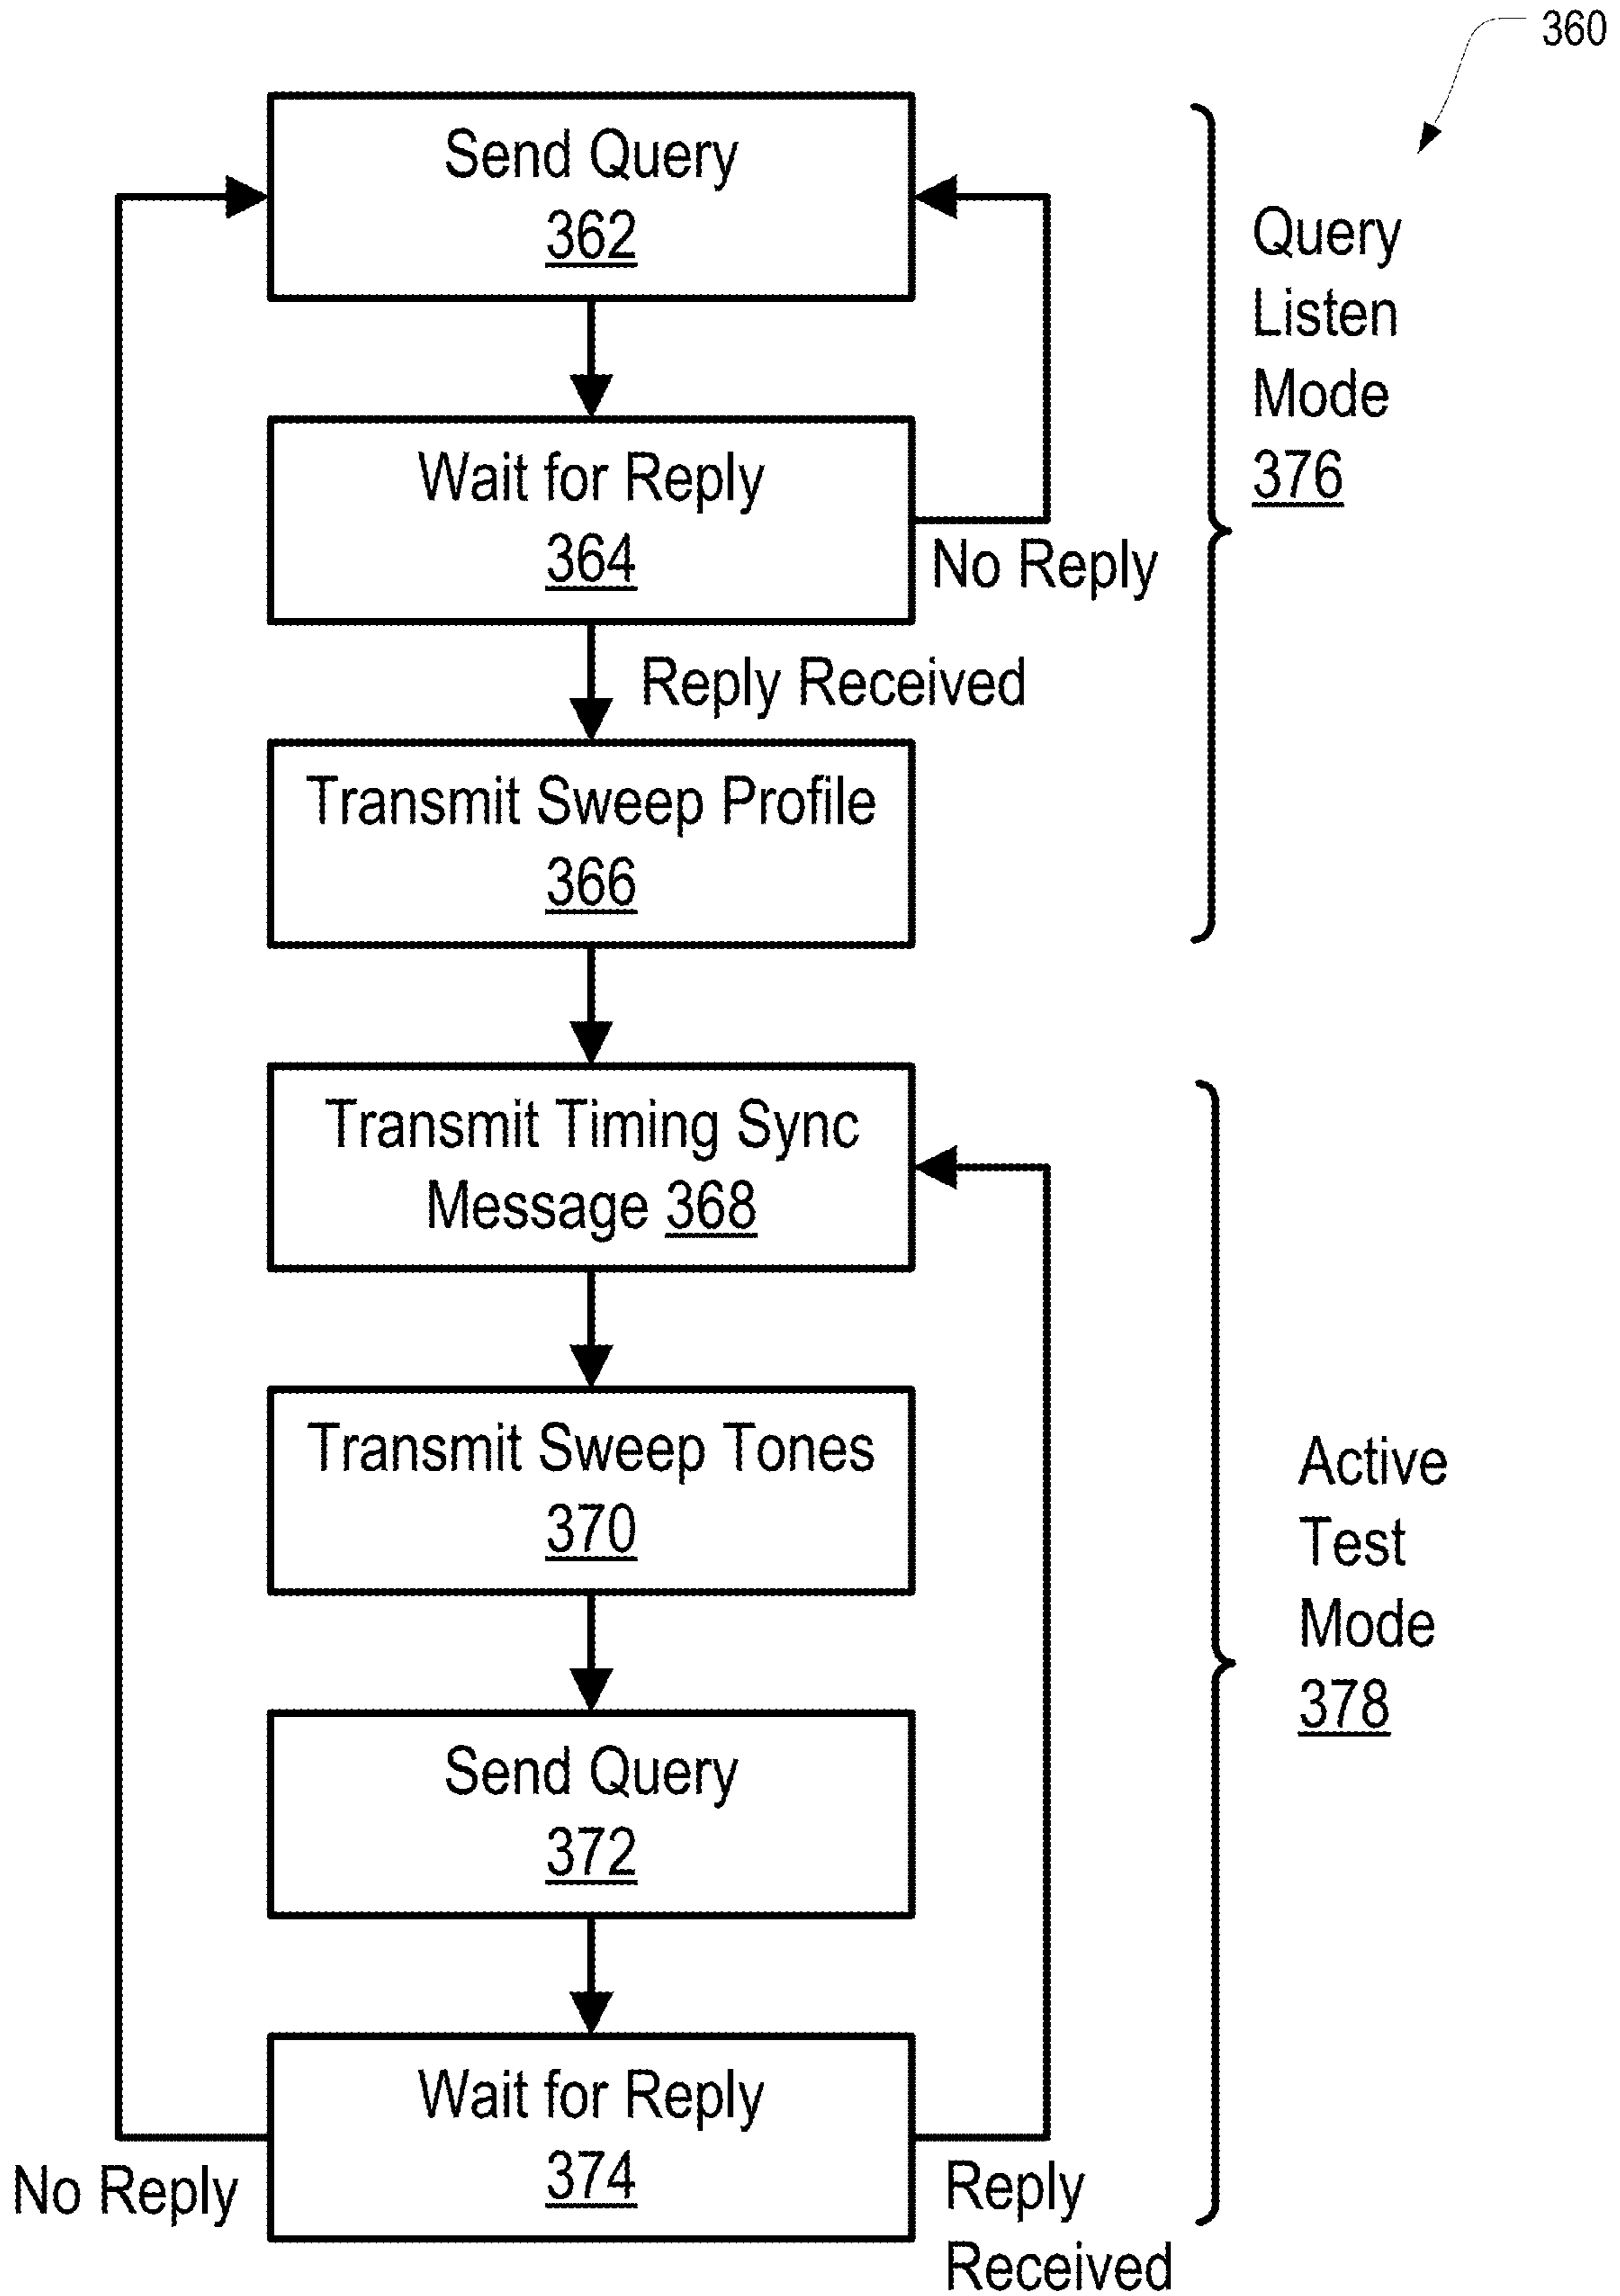 360
Send Query
362
Query
Listen
Mode
376
Wait for Reply
364
No Reply
Reply Received
Transmit Sweep Profile
366
Transmit Timing Sync
Message 368
Transmit Sweep Tones
370
Active
Test
Mode
378
Send Query
372
Wait for Reply
374
No Reply
Reply
Received